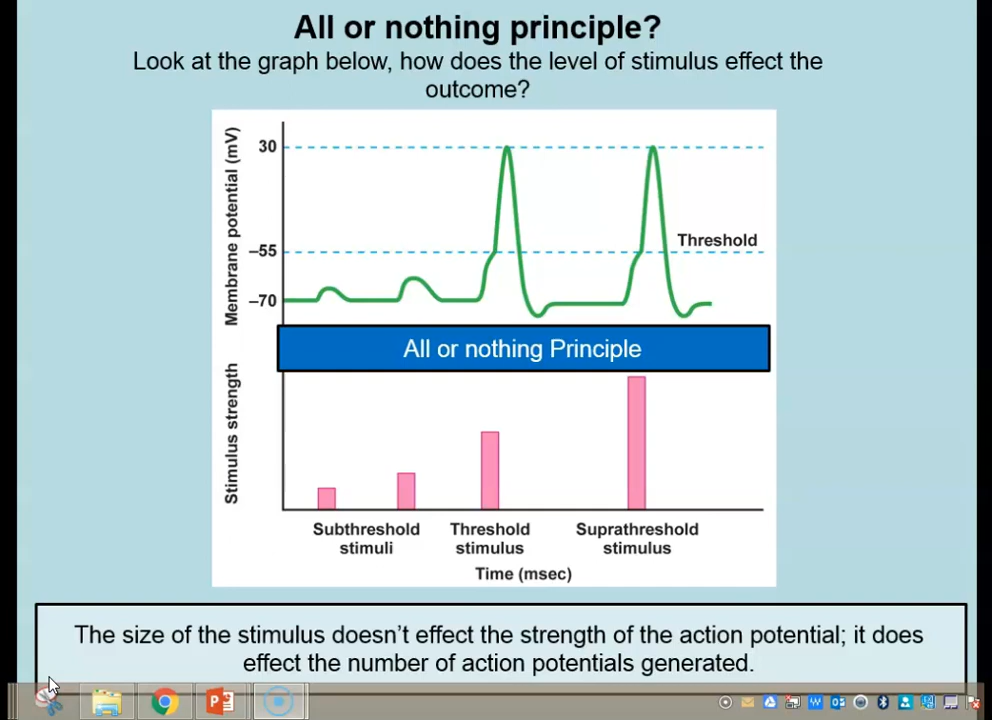 All or nothing principle?
Look at the graph below, how does the level of stimulus effect the
outcome?
Membrane potential (mV)
30
–55
–70
Threshold
All or nothing Principle
Stimulus strength
Subthreshold
stimuli
Threshold
stimulus
Suprathreshold
stimulus
Time (msec)
The size of the stimulus doesn't effect the strength of the action potential; it does
effect the number of action potentials generated.